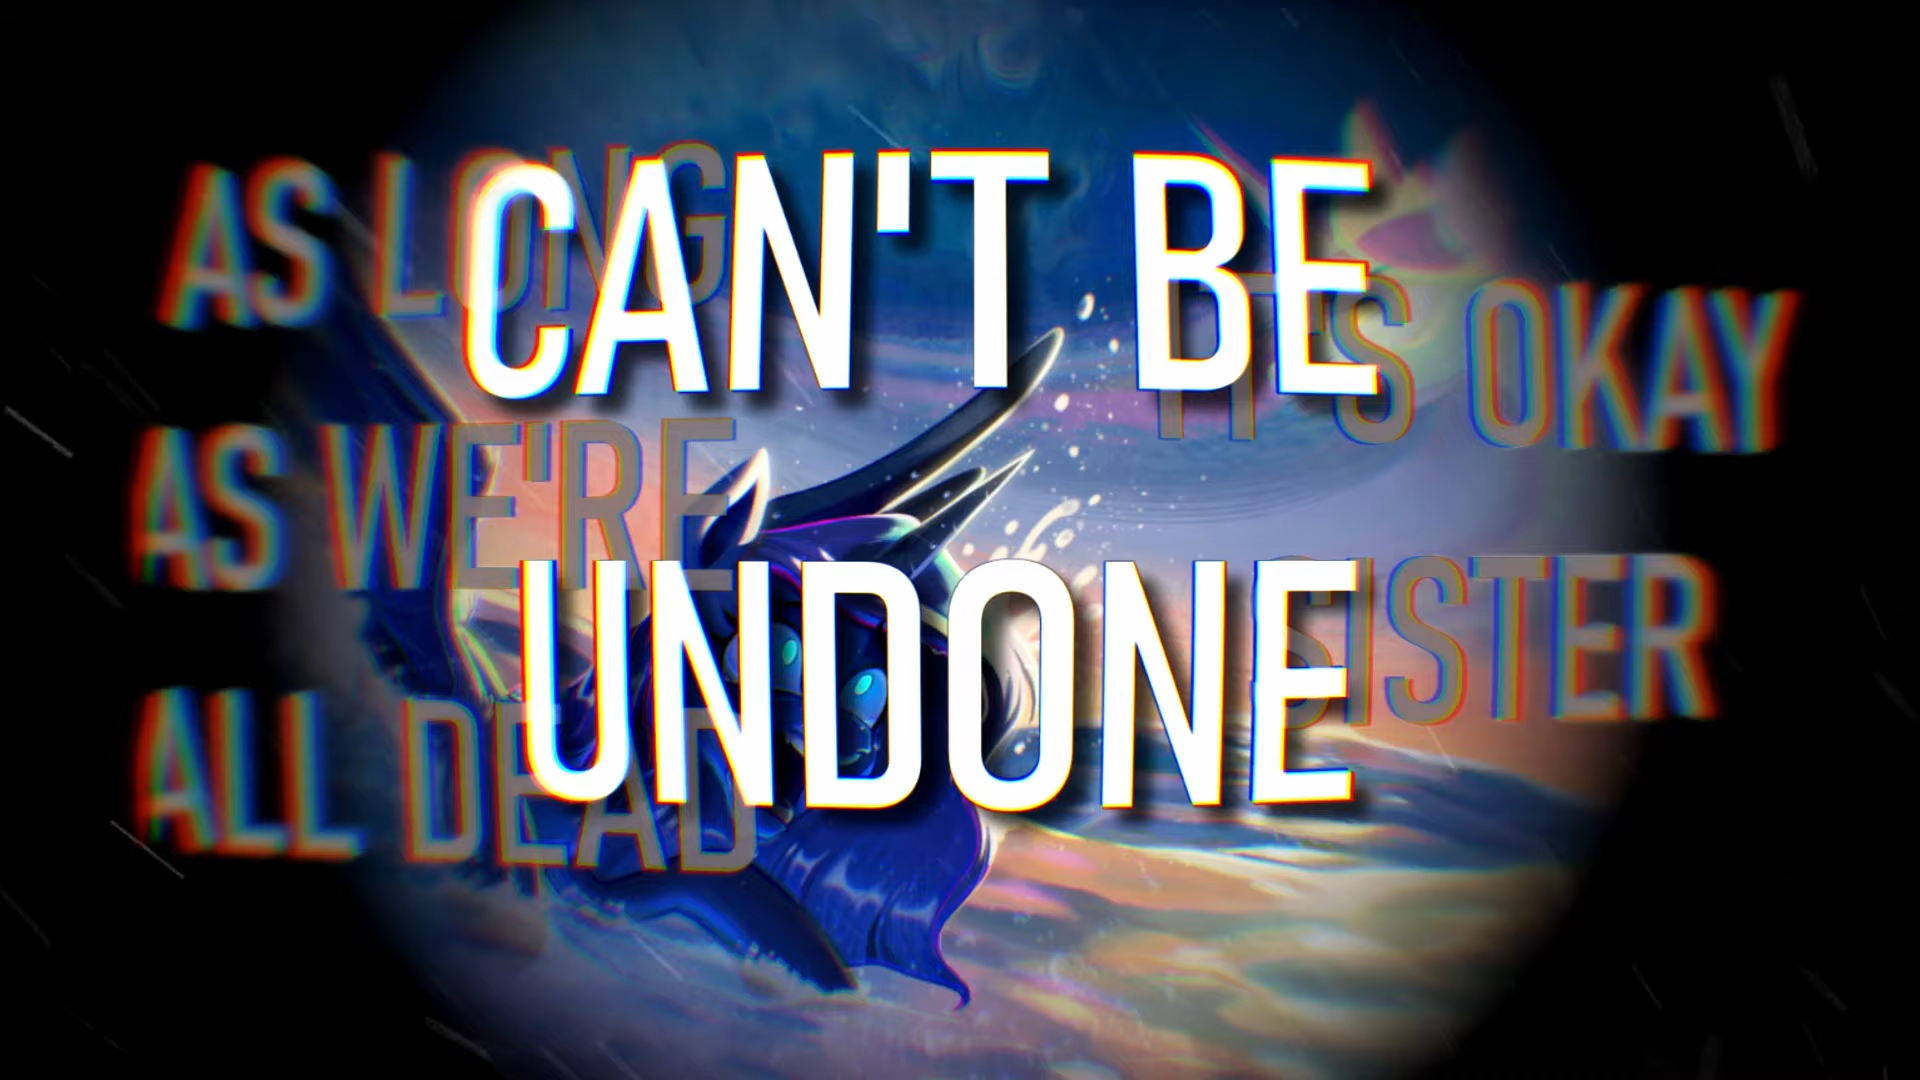 AS LONG
AS WE'RE
ALL DEAD
CAN'T BE
UNDONE
IT'S OKAY
SISTER